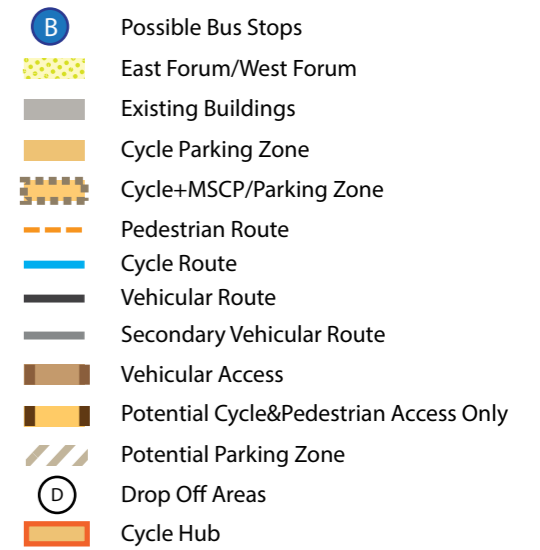 B Possible Bus Stops
East Forum/West Forum
Existing Buildings
Cycle Parking Zone
Cycle+MSCP/Parking Zone
Pedestrian Route
Cycle Route
Vehicular Route
Secondary Vehicular Route
Vehicular Access
Potential Cycle&Pedestrian Access Only
Potential Parking Zone
D Drop Off Areas
Cycle Hub